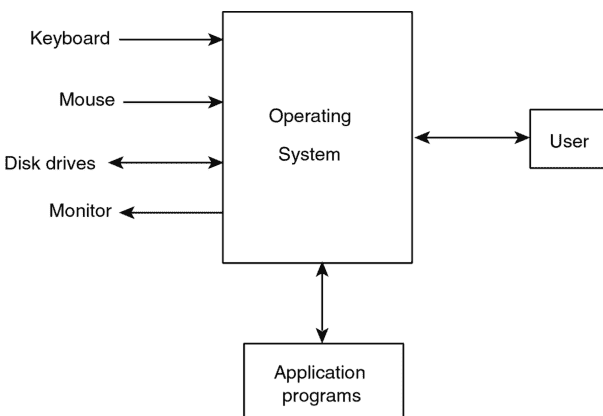 Keyboard
Mouse
Disk drives
Monitor
Operating
System
User
Application
programs